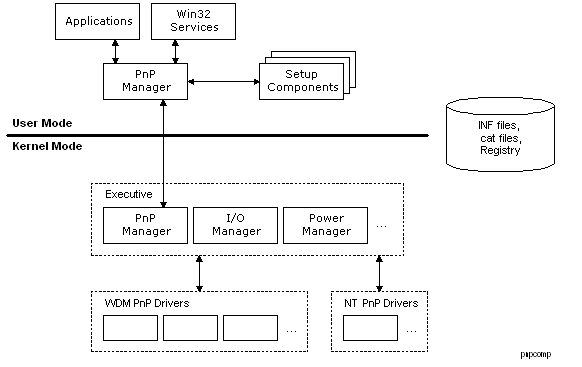 Applications
Win32
Services
PnP
Manager
Setup
Components
User Mode
Kernel Mode
INF files,
cat files,
Registry
Executive
PnP
Manager
I/O
Manager
Power
Manager
...
WDM PnP Drivers
...
NT PnP Drivers
...
pnpcomp